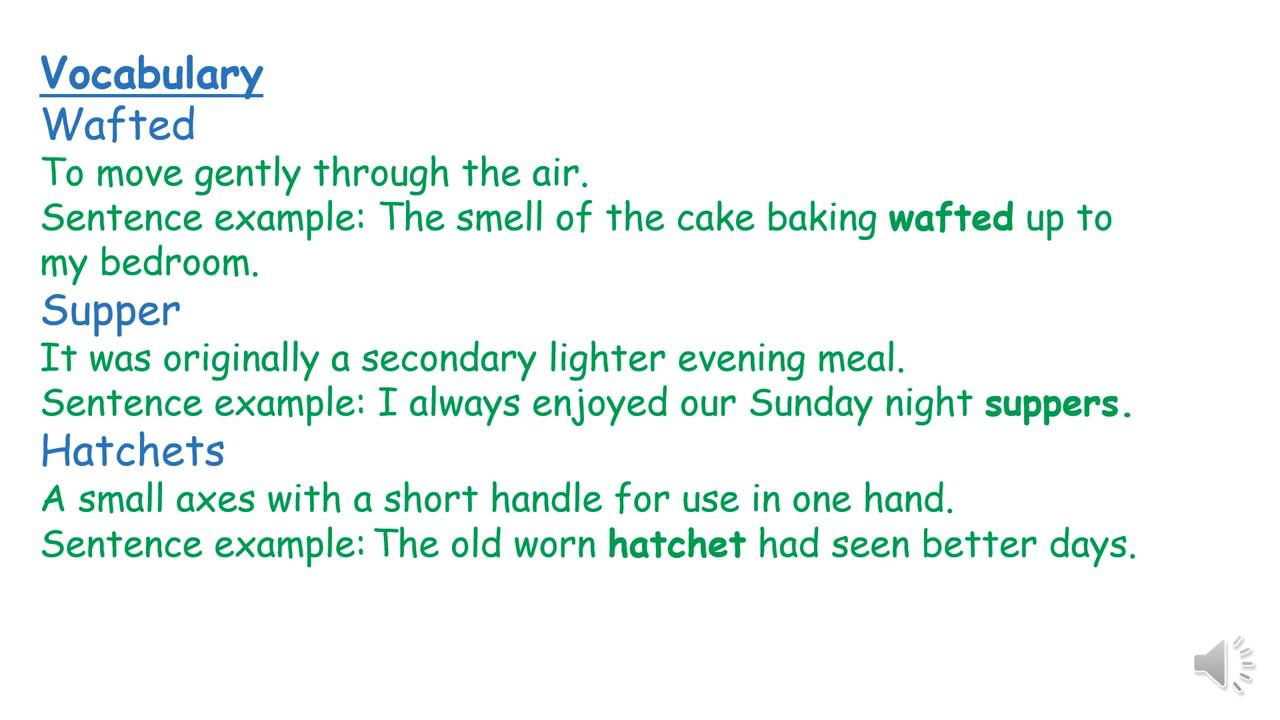 Vocabulary
Wafted
To move gently through the air.
Sentence example: The smell of the cake baking wafted up to
my bedroom.
Supper
It was originally a secondary lighter evening meal.
Sentence example: I always enjoyed our Sunday night suppers.
Hatchets
A small axes with a short handle for use in one hand.
Sentence example: The old worn hatchet had seen better days.